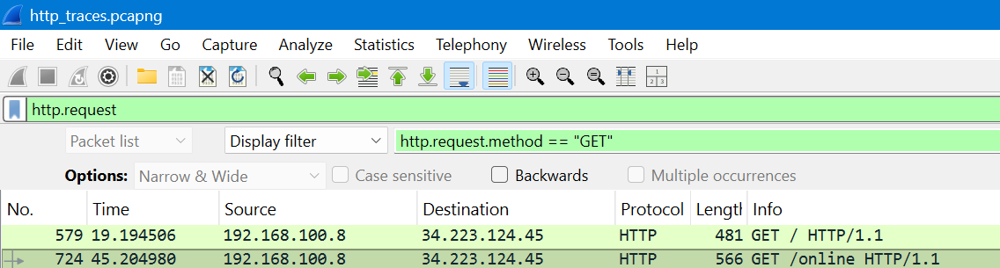 http_traces.pcapng
File Edit View Go Capture Analyze Statistics Telephony Wireless Tools Help
http.request
Packet list Display filter http.request.method == "GET"
Options: Narrow & Wide Case sensitive Backwards Multiple occurrences
No. Time Source Destination Protocol Length Info
579 19.194506 192.168.100.8 34.223.124.45 HTTP 481 GET / HTTP/1.1
724 45.204980 192.168.100.8 34.223.124.45 HTTP 566 GET /online HTTP/1.1